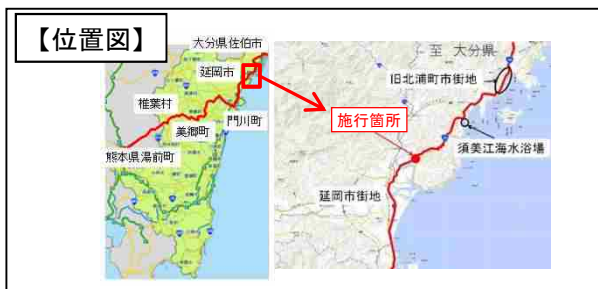 【位置図】
大分県佐伯市
延岡市
椎葉村
美郷町
門川町
熊本県湯前町
至 大分県
旧北浦町市街地
施行箇所
須美江海水浴場
延岡市街地